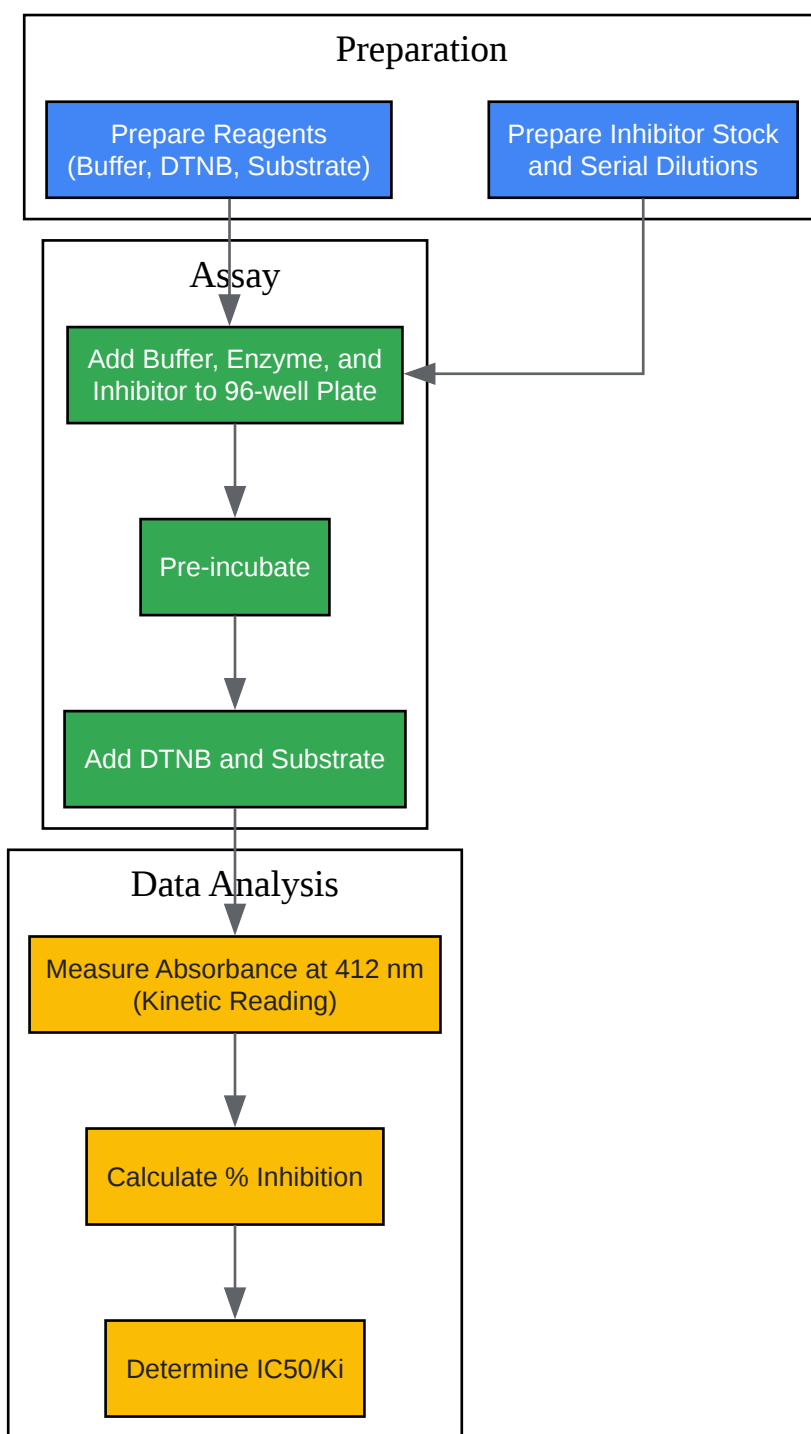 Preparation
Prepare Reagents
(Buffer, DTNB, Substrate)
Prepare Inhibitor Stock
and Serial Dilutions
Assay
Add Buffer, Enzyme, and
Inhibitor to 96-well Plate
Pre-incubate
Add DTNB and Substrate
Data Analysis
Measure Absorbance at 412 nm
(Kinetic Reading)
Calculate % Inhibition
Determine IC50/Ki